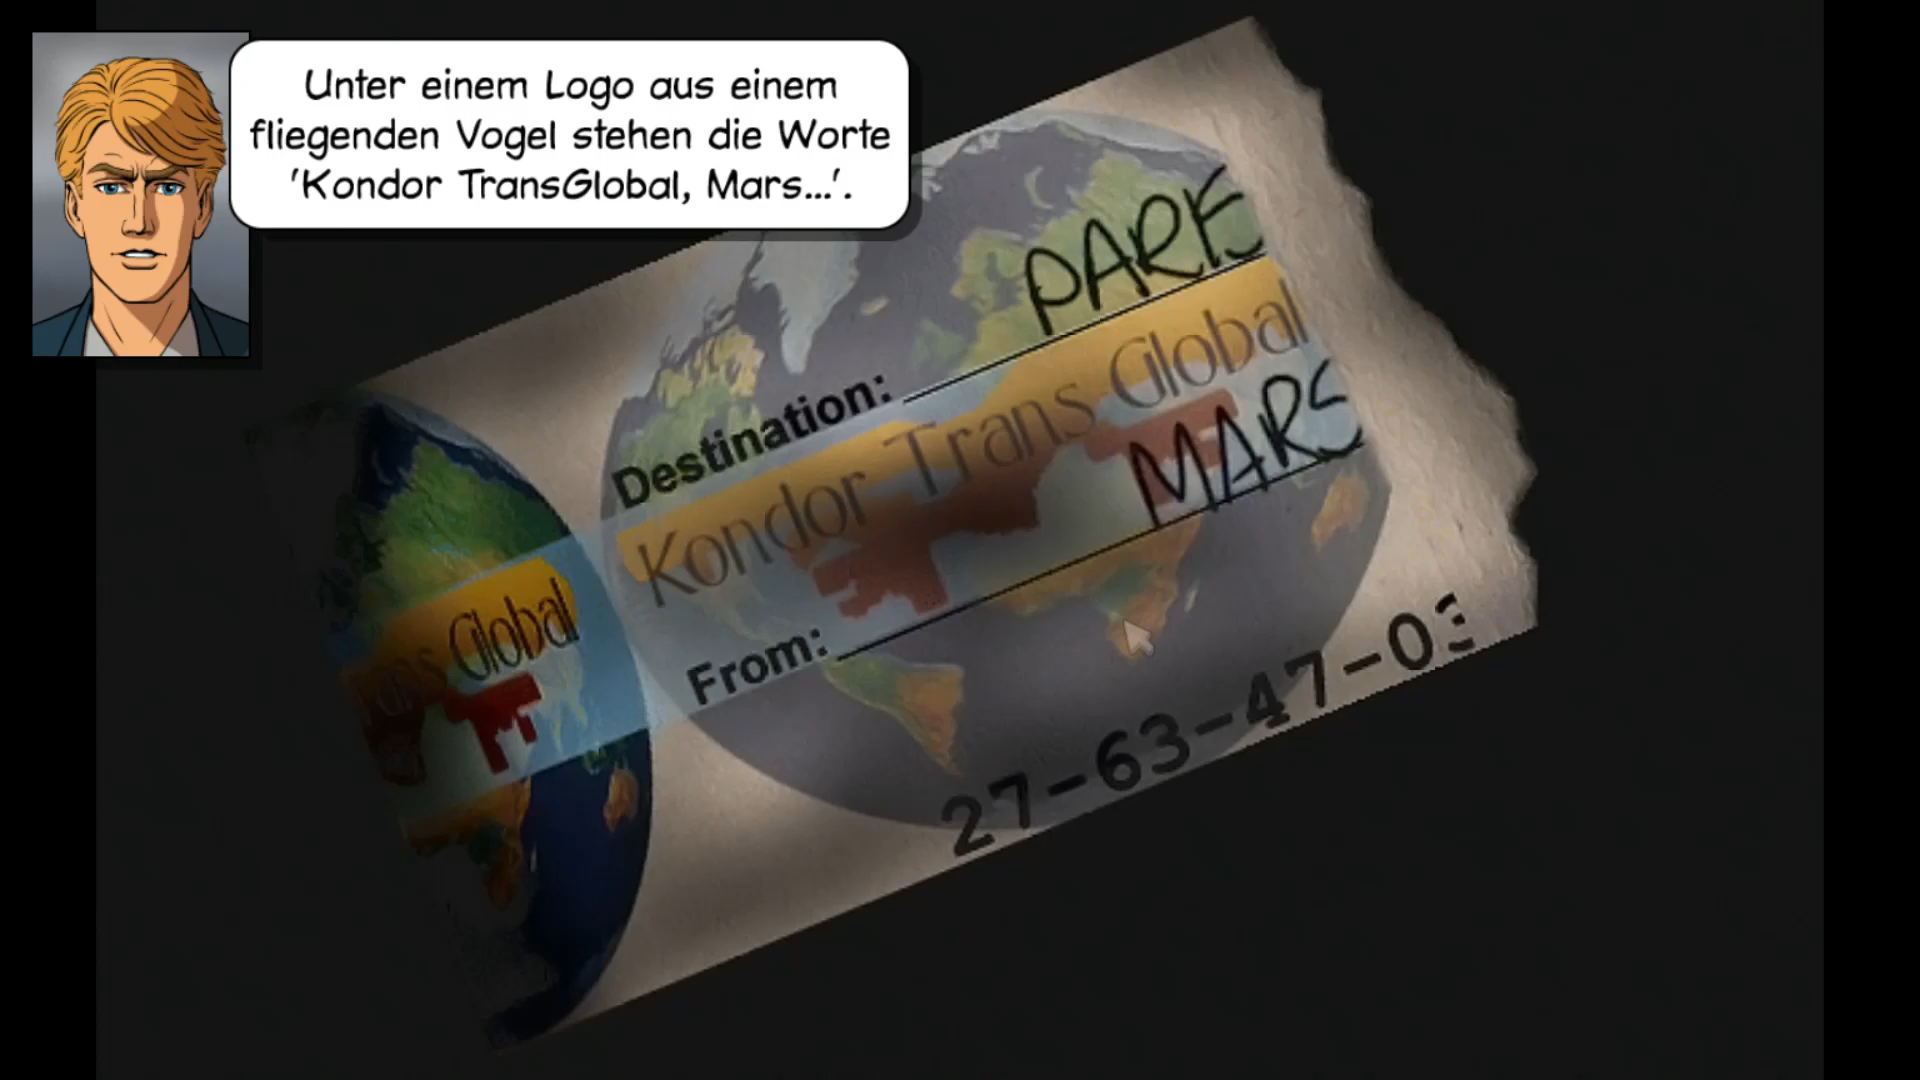 Unter einem Logo aus einem
fliegenden Vogel stehen die Worte
'Kondor TransGlobal, Mars...'.
Destination: PARIS
Kondor Trans Global
From: MARS
27-63-47-03
Trans Global